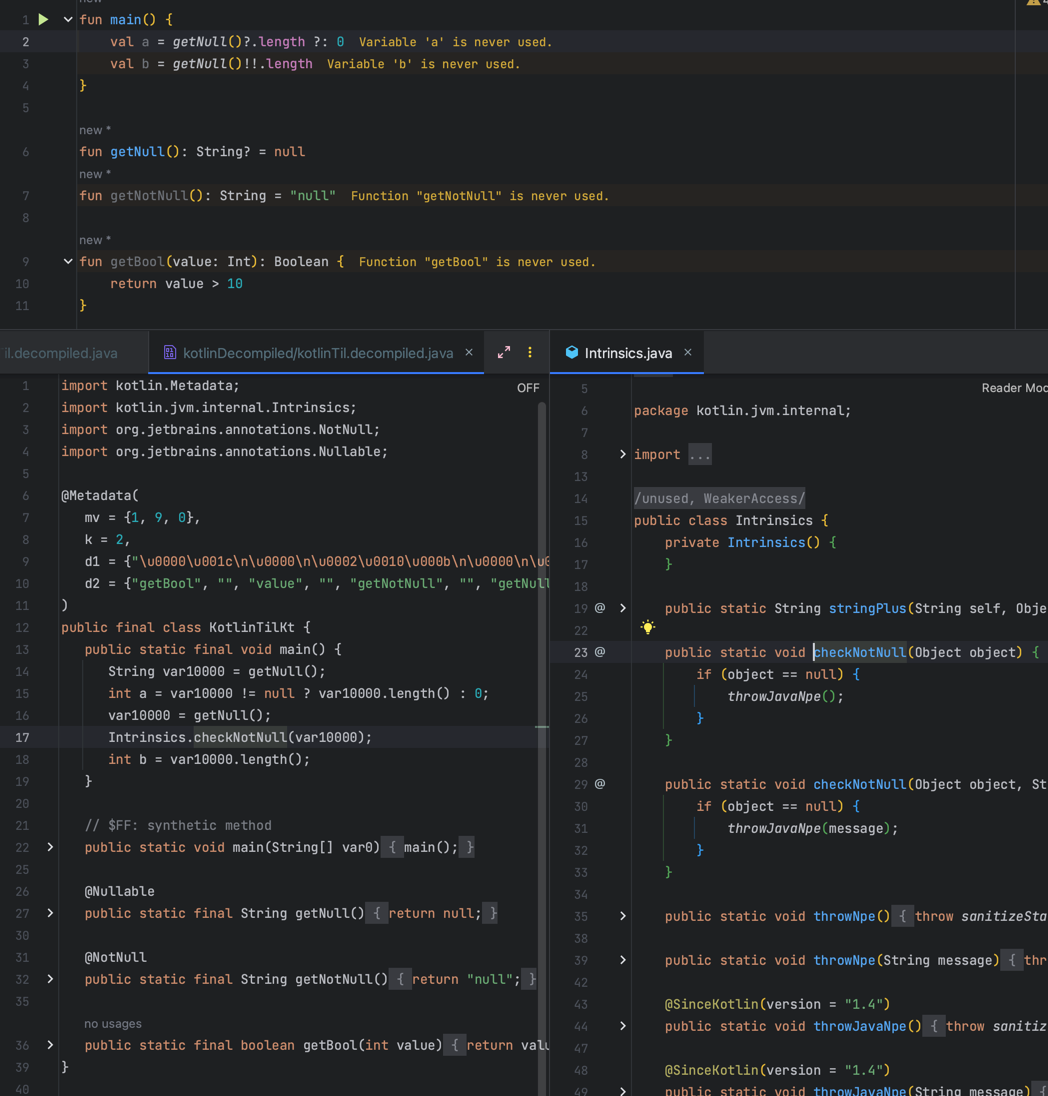 new *
1 fun main() {
2 val a = getNull()?.length ?: 0 Variable 'a' is never used.
3 val b = getNull()!!.length Variable 'b' is never used.
4 }
5
new *
6 fun getNull(): String? = null
new *
7 fun getNotNull(): String = "null" Function "getNotNull" is never used.
8
new *
9 fun getBool(value: Int): Boolean { Function "getBool" is never used.
10 return value > 10
11 }
Til.decompiled.java
kotlinDecompiled/kotlinTil.decompiled.java
1 import kotlin.Metadata; OFF
2 import kotlin.jvm.internal.Intrinsics;
3 import org.jetbrains.annotations.NotNull;
4 import org.jetbrains.annotations.Nullable;
5
6 @Metadata(
7 mv = {1, 9, 0},
8 k = 2,
9 d1 = {"\u0000\u001c\n\u0000\n\u0002\u0010\u000b\n\u0000\n\u0
10 d2 = {"getBool", "", "value", "", "getNotNull", "", "getNull
11 )
12 public final class KotlinTilKt {
13 public static final void main() {
14 String var10000 = getNull();
15 int a = var10000 != null ? var10000.length() : 0;
16 var10000 = getNull();
17 Intrinsics.checkNotNull(var10000);
18 int b = var10000.length();
19 }
20
21 // $FF: synthetic method
22 public static void main(String[] var0) { main(); }
25
26 @Nullable
27 public static final String getNull() { return null; }
30
31 @NotNull
32 public static final String getNotNull() { return "null"; }
35
no usages
36 public static final boolean getBool(int value) { return valu
39 }
40
Intrinsics.java
5 Reader Mod
6 package kotlin.jvm.internal;
7
8 import ...
13
14 /unused, WeakerAccess/
15 public class Intrinsics {
16 private Intrinsics() {
17 }
18
19 @ public static String stringPlus(String self, Obje
22
23 @ public static void checkNotNull(Object object) {
24 if (object == null) {
25 throwJavaNpe();
26 }
27 }
28
29 @ public static void checkNotNull(Object object, St
30 if (object == null) {
31 throwJavaNpe(message);
32 }
33 }
34
35 public static void throwNpe() { throw sanitizeSta
38
39 public static void throwNpe(String message) { thr
42
43 @SinceKotlin(version = "1.4")
44 public static void throwJavaNpe() { throw sanitiz
47
48 @SinceKotlin(version = "1.4")
49 public static void throwJavaNpe(String message) {